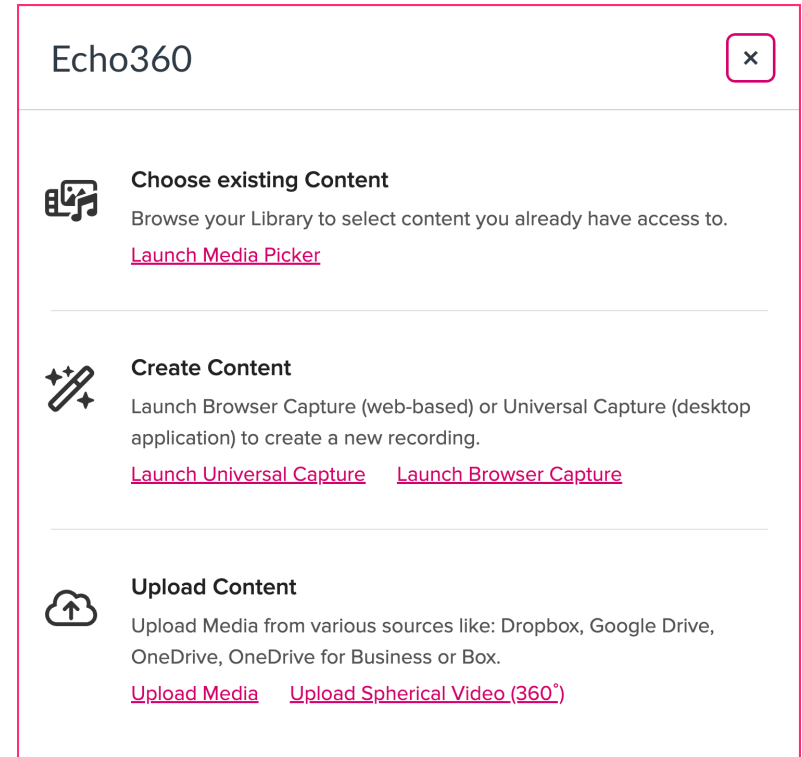 Echo360
×
Choose existing Content
Browse your Library to select content you already have access to.
Launch Media Picker
Create Content
Launch Browser Capture (web-based) or Universal Capture (desktop
application) to create a new recording.
Launch Universal Capture Launch Browser Capture
Upload Content
Upload Media from various sources like: Dropbox, Google Drive,
OneDrive, OneDrive for Business or Box.
Upload Media Upload Spherical Video (360°)